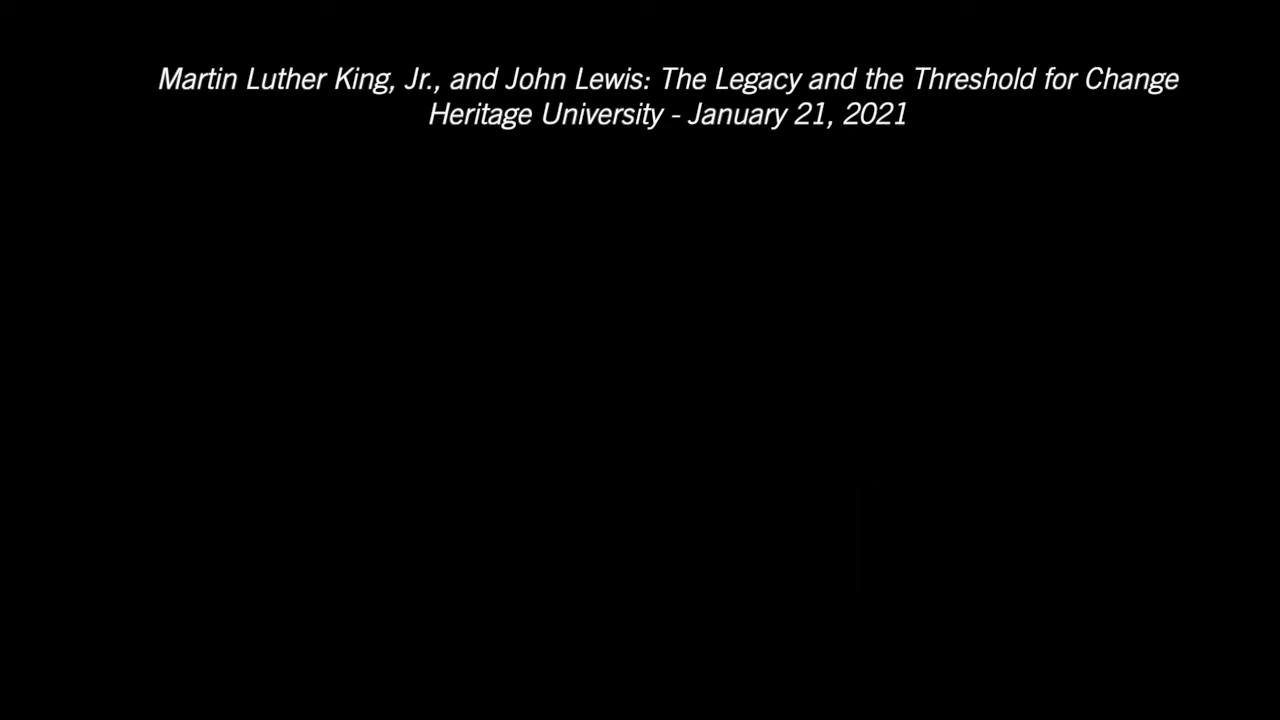 Martin Luther King, Jr., and John Lewis: The Legacy and the Threshold for Change
Heritage University - January 21, 2021